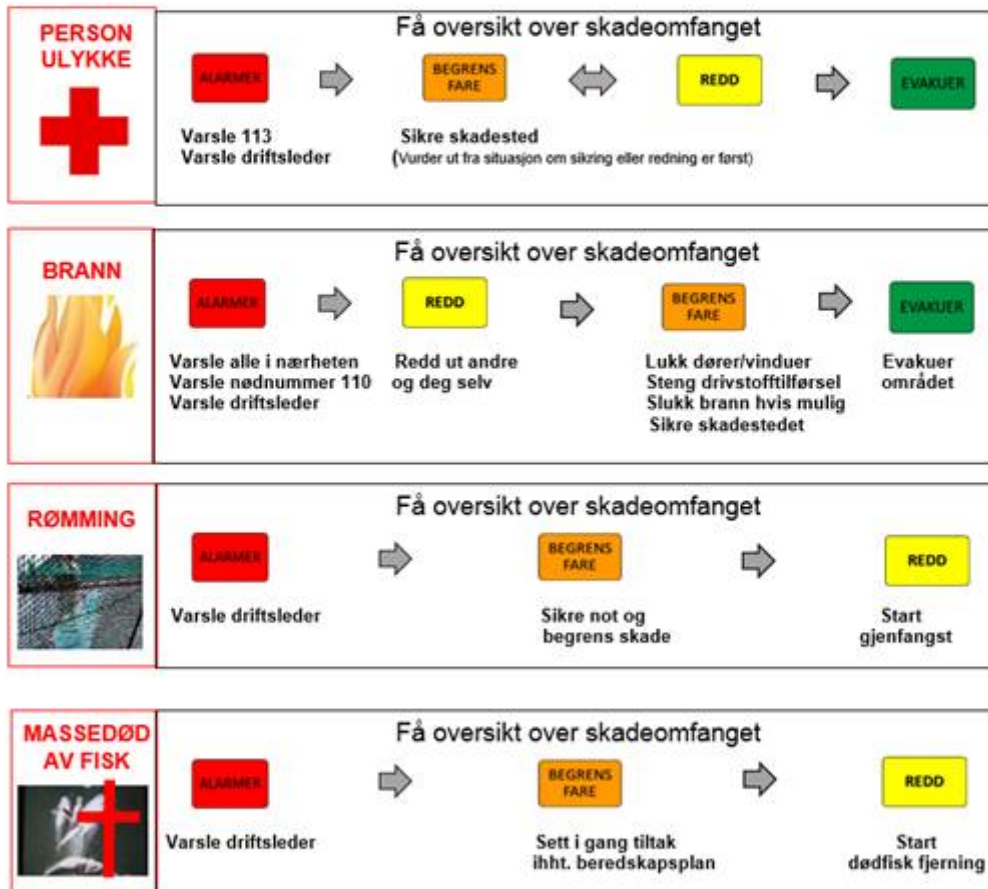 PERSON
ULYKKE
Få oversikt over skadeomfanget
ALARMER
BEGRENS
FARE
REDD
EVAKUER
Varsle 113
Varsle driftsleder
Sikre skadested
(Vurder ut fra situasjon om sikring eller redning er først)
BRANN
Få oversikt over skadeomfanget
ALARMER
REDD
BEGRENS
FARE
EVAKUER
Varsle alle i nærheten
Varsle nødnummer 110
Varsle driftsleder
Redd ut andre
og deg selv
Lukk dører/vinduer
Steng drivstofftilførsel
Slukk brann hvis mulig
Sikre skadestedet
Evakuer
området
RØMMING
Få oversikt over skadeomfanget
ALARMER
BEGRENS
FARE
REDD
Varsle driftsleder
Sikre not og
begrens skade
Start
gjenfangst
MASSEDØD
AV FISK
Få oversikt over skadeomfanget
ALARMER
BEGRENS
FARE
REDD
Varsle driftsleder
Sett i gang tiltak
ihht. beredskapsplan
Start
dødfisk fjerning